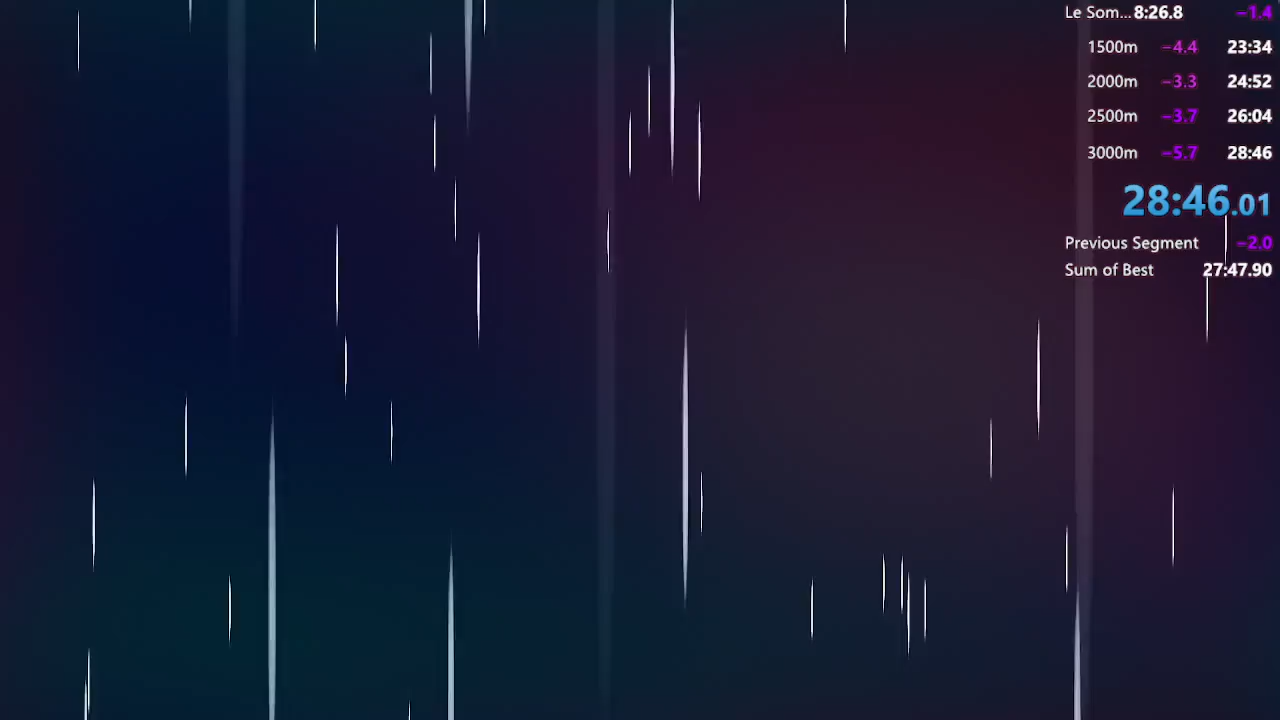 Le Som... 8:26.8 −1.4
1500m −4.4 23:34
2000m −3.3 24:52
2500m −3.7 26:04
3000m −5.7 28:46
28:46.01
Previous Segment −2.0
Sum of Best 27:47.90